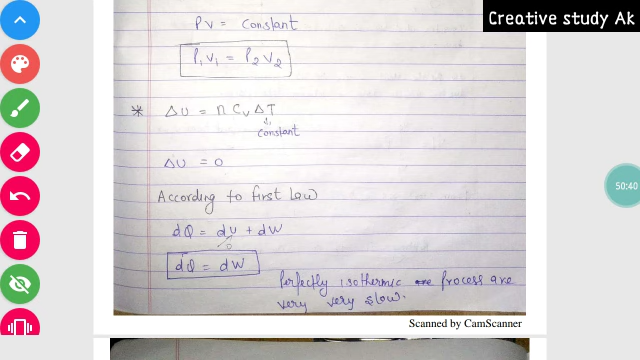 Creative study Ak
PV = Constant
P₁V₁ = P₂V₂
* ΔU = n Cv ΔT
↓
Constant
ΔU = 0
According to first Law
dQ = dU + dW
0
dQ = dW
Perfectly isothermic Process are
very very slow.
50:40
Scanned by CamScanner